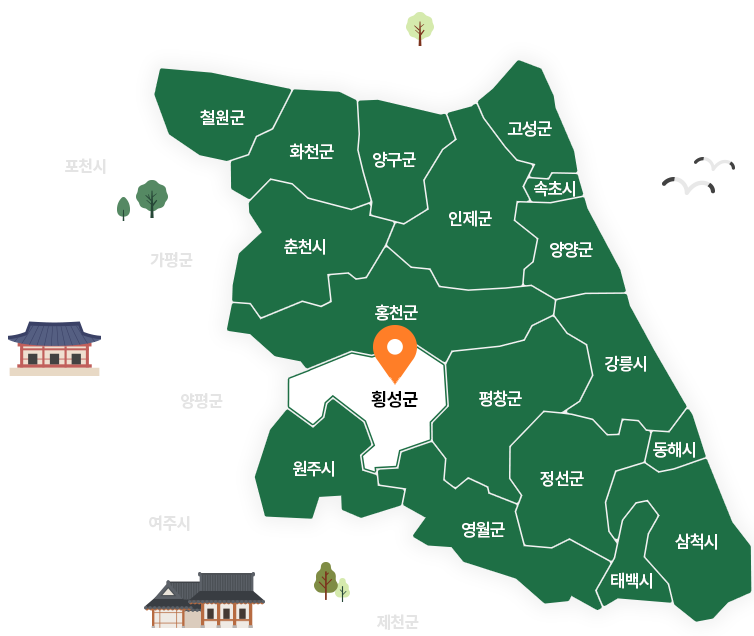 철원군
화천군
고성군
양구군
포천시
속초시
인제군
춘천시
양양군
가평군
홍천군
강릉시
양평군
횡성군
평창군
동해시
원주시
정선군
여주시
영월군
삼척시
태백시
제천군